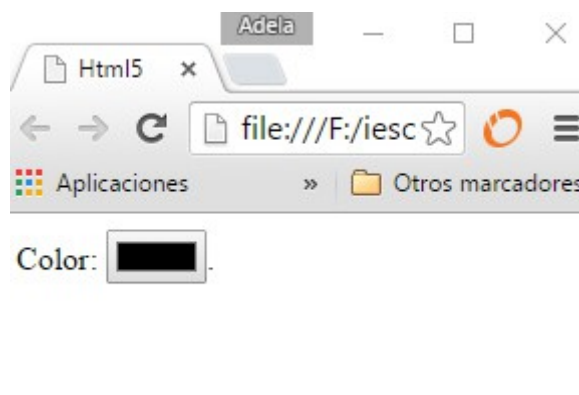 Adela
Html5
file:///F:/iesc
Aplicaciones » Otros marcadores
Color: .